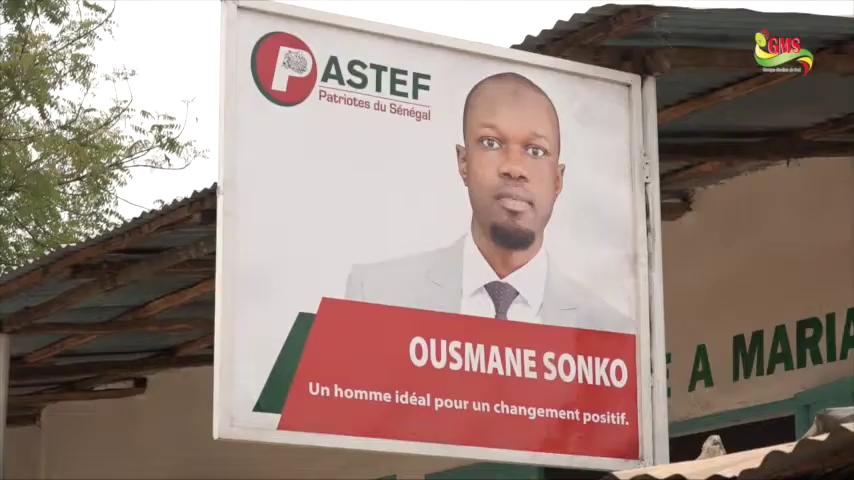 PASTEF
Patriotes du Sénégal
OUSMANE SONKO
Un homme idéal pour un changement positif.
E A MARIA
GMS